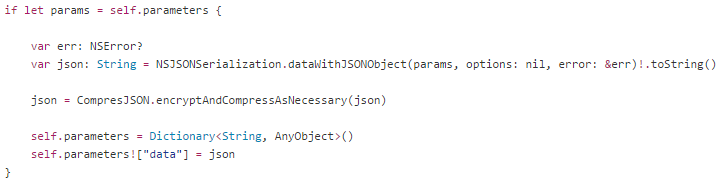 if let params = self.parameters {
var err: NSError?
var json: String = NSJSONSerialization.dataWithJSONObject(params, options: nil, error: &err)!.toString()
json = CompresJSON.encryptAndCompressAsNecessary(json)
self.parameters = Dictionary<String, AnyObject>()
self.parameters!["data"] = json
}